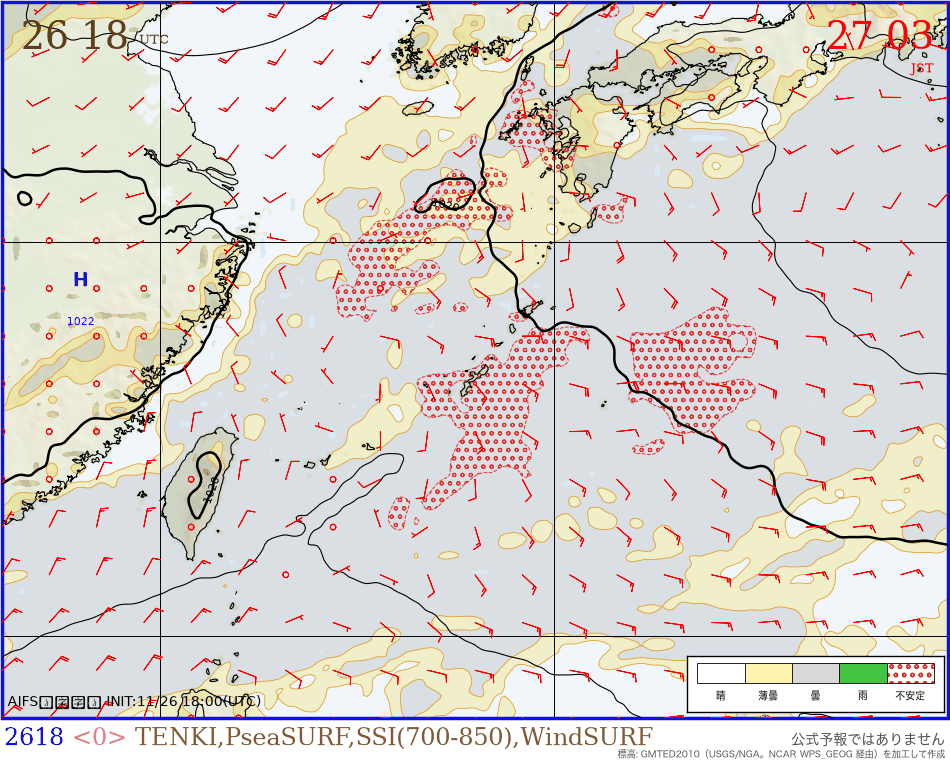 26 18 UTC
27 03 JST
1020
H
1022
1020
晴 薄曇 曇 雨 不安定
AIFS INIT:11/26 18:00(UTC)
2618 <0> TENKI,PseaSURF,SSI(700-850),WindSURF
公式予報ではありません
標高: GMTED2010（USGS/NGA。NCAR WPS_GEOG 経由）を加工して作成